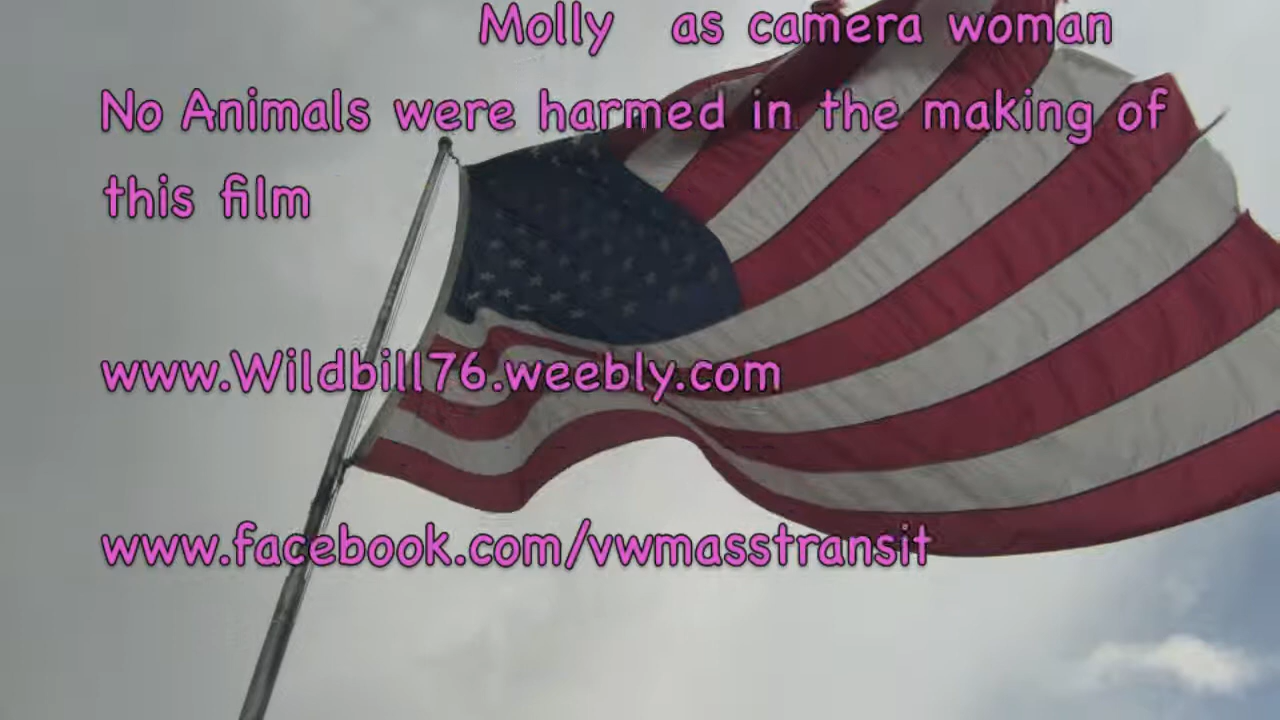 Molly as camera woman
No Animals were harmed in the making of
this film
www.Wildbill76.weebly.com
www.facebook.com/vwmasstransit